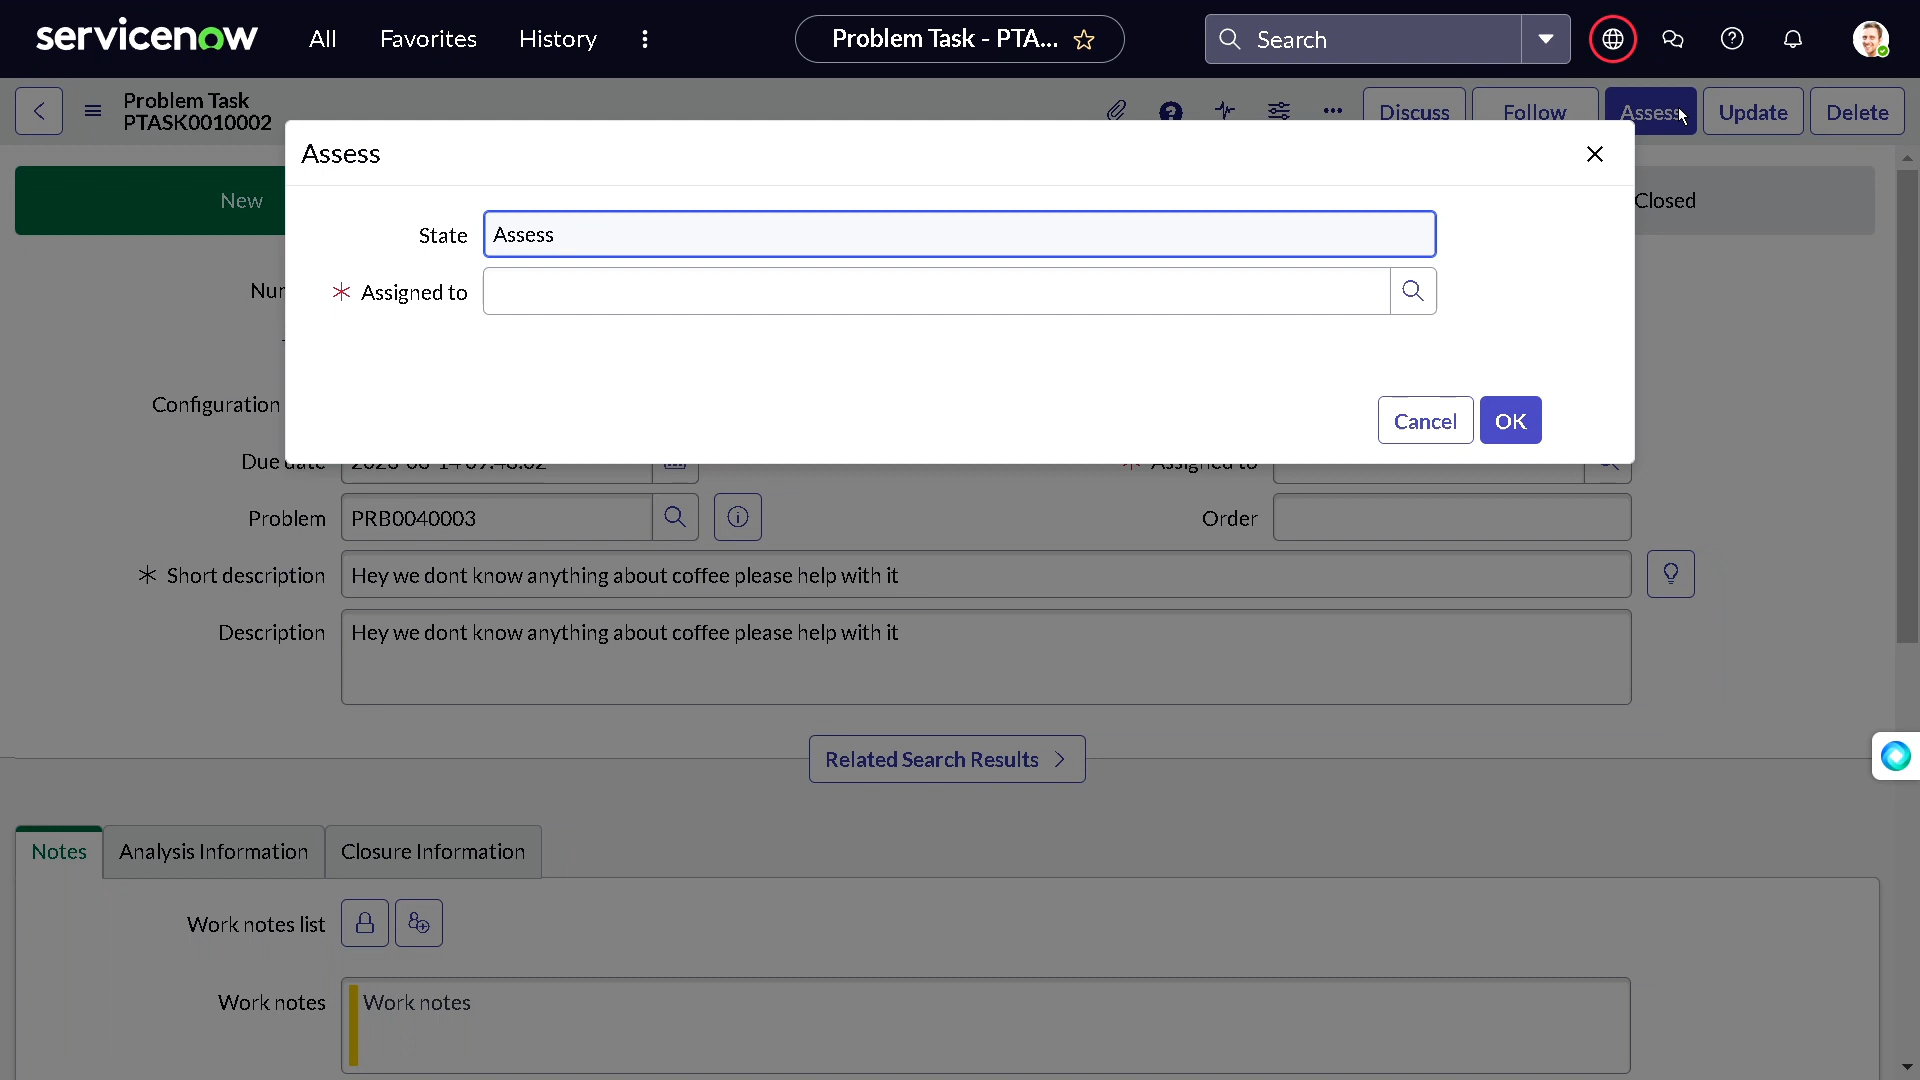 servicenow
All
Favorites
History
Problem Task - PTA...
Search
Problem Task
PTASK0010002
Discuss
Follow
Assess
Update
Delete
Assess
New
Closed
State
Assess
Assigned to
Cancel
OK
Configuration
Due date
Assigned to
Problem
PRB0040003
Order
Short description
Hey we dont know anything about coffee please help with it
Description
Hey we dont know anything about coffee please help with it
Related Search Results
Notes
Analysis Information
Closure Information
Work notes list
Work notes
Work notes